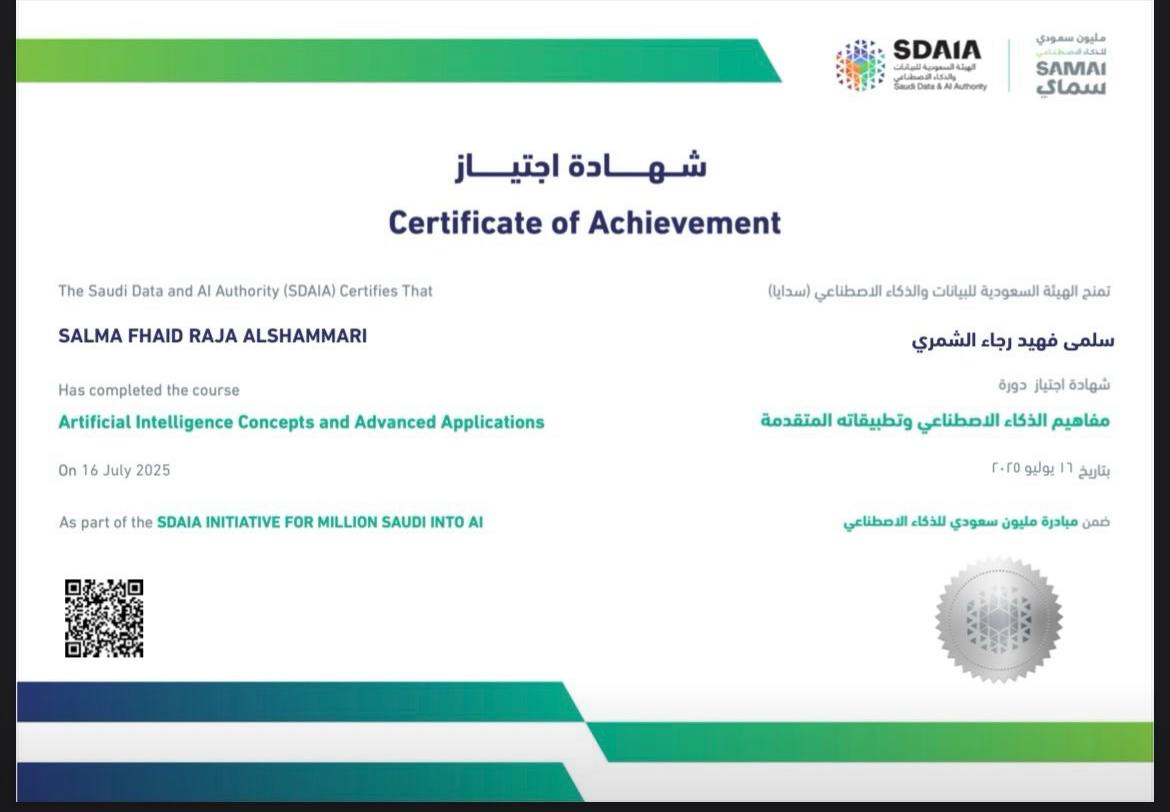 SDAIA
الهيئة السعودية للبيانات
والذكاء الاصطناعي
Saudi Data & AI Authority
مليون سعودي
للذكاء الاصطناعي
SAMAI
سماي
شهـــادة اجتيـــاز
Certificate of Achievement
The Saudi Data and AI Authority (SDAIA) Certifies That
SALMA FHAID RAJA ALSHAMMARI
Has completed the course
Artificial Intelligence Concepts and Advanced Applications
On 16 July 2025
As part of the SDAIA INITIATIVE FOR MILLION SAUDI INTO AI
تمنح الهيئة السعودية للبيانات والذكاء الاصطناعي (سدايا)
سلمى فهيد رجاء الشمري
شهادة اجتياز دورة
مفاهيم الذكاء الاصطناعي وتطبيقاته المتقدمة
بتاريخ ١٦ يوليو ٢٠٢٥
ضمن مبادرة مليون سعودي للذكاء الاصطناعي